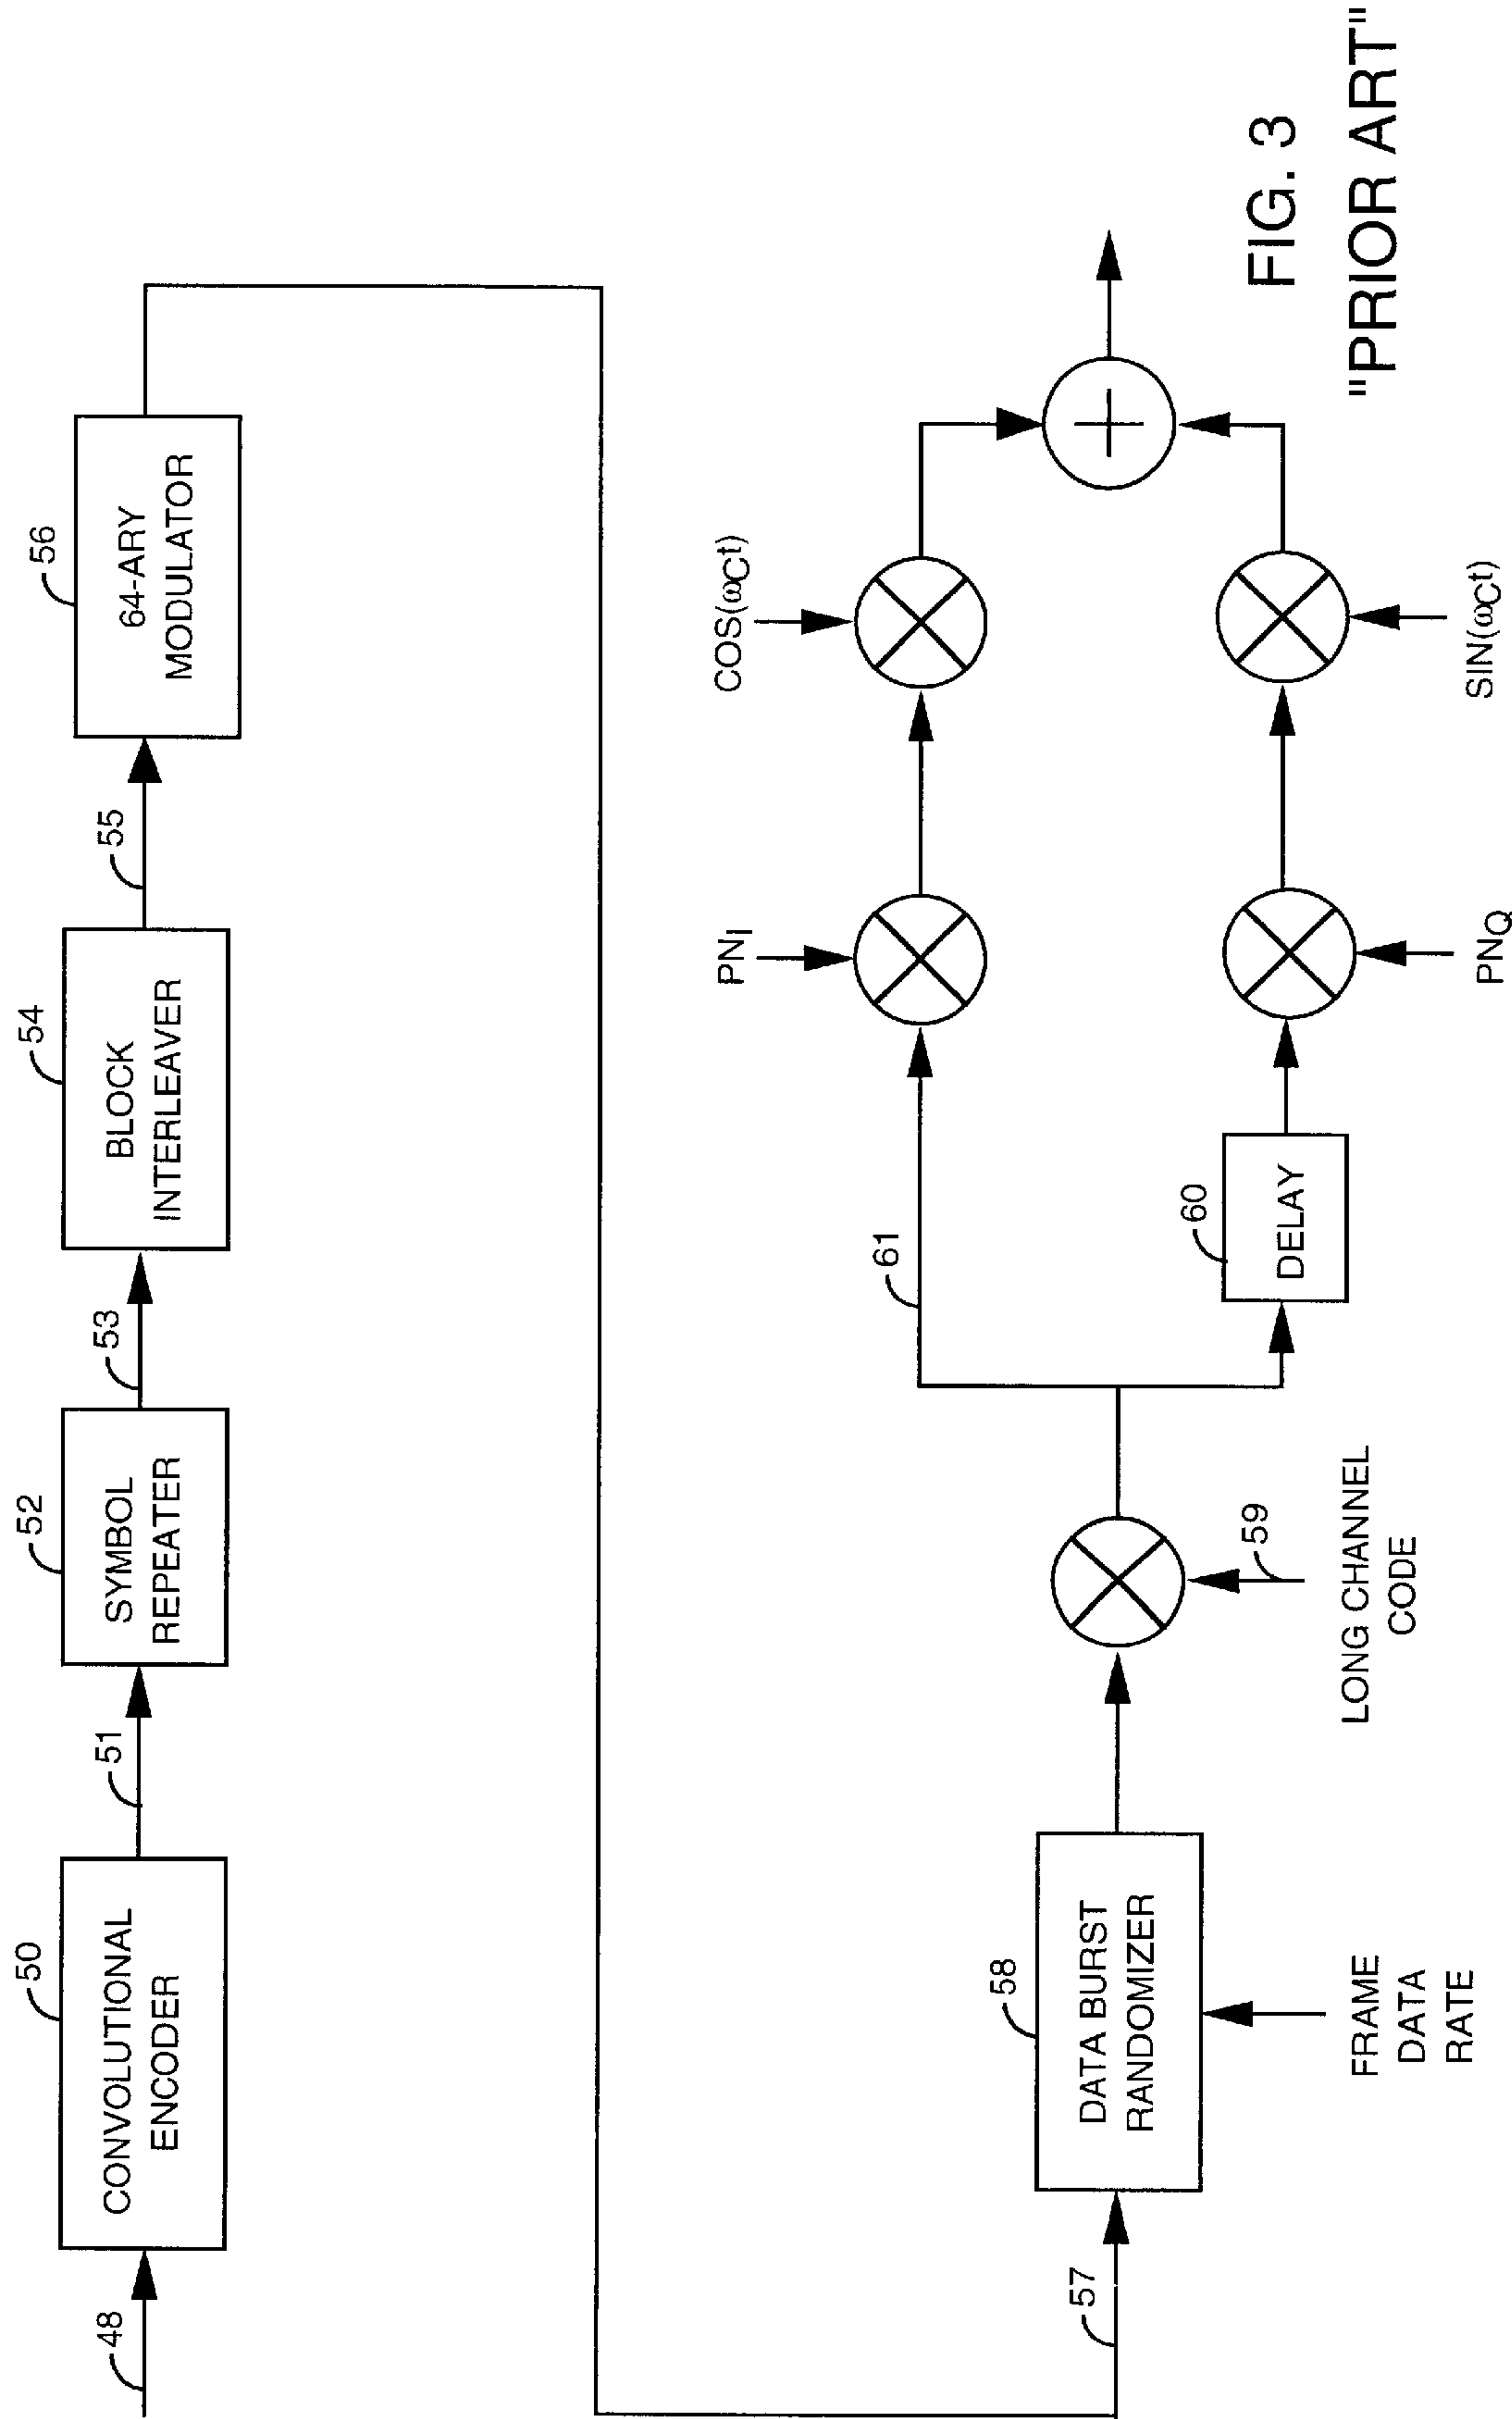 48
50
CONVOLUTIONAL
ENCODER
51
52
SYMBOL
REPEATER
53
54
BLOCK
INTERLEAVER
55
56
64-ARY
MODULATOR
57
58
DATA BURST
RANDOMIZER
FRAME
DATA
RATE
59
LONG CHANNEL
CODE
61
60
DELAY
PNI
PNQ
COS(ωCt)
SIN(ωCt)
FIG. 3
"PRIOR ART"